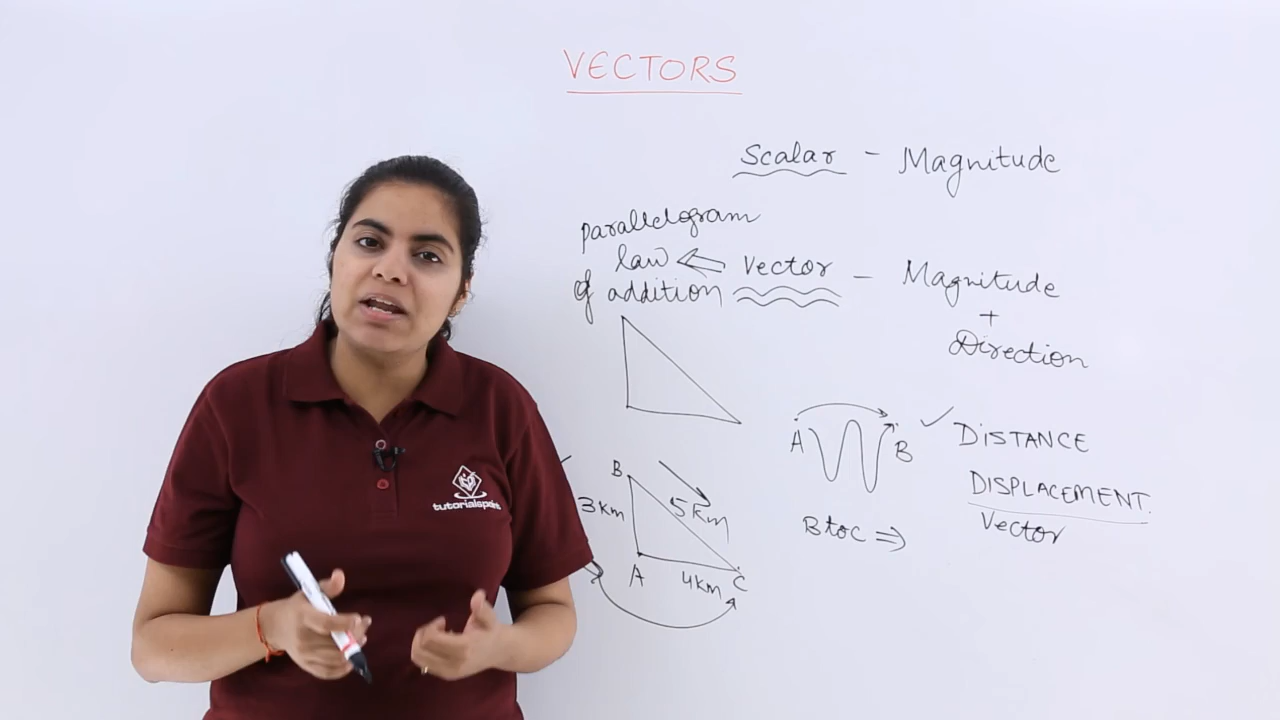 VECTORS
Scalar - Magnitude
parallelogram
law ⇐ Vector - Magnitude
of addition
+
Direction
A B ✓ DISTANCE
DISPLACEMENT.
Vector
B to C ⇒
B
3km 5km
A 4km C
tutorialspoint